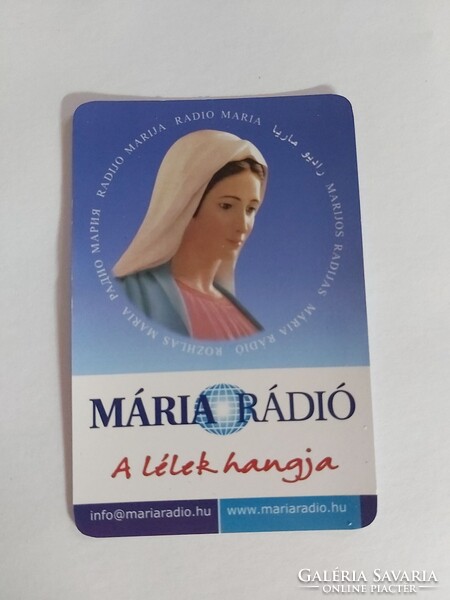 RADIO MARIA
راديو ماريا
MARIJOS RADIJAS
MÁRIA RÁDIÓ
ROZHLAS MARIA
РАДИО МАРИЯ
RADIJO MARIJA
MÁRIA RÁDIÓ
A lélek hangja
info@mariaradio.hu
www.mariaradio.hu
GALÉRIA SAVARIA
ONLINE PIACTÉR